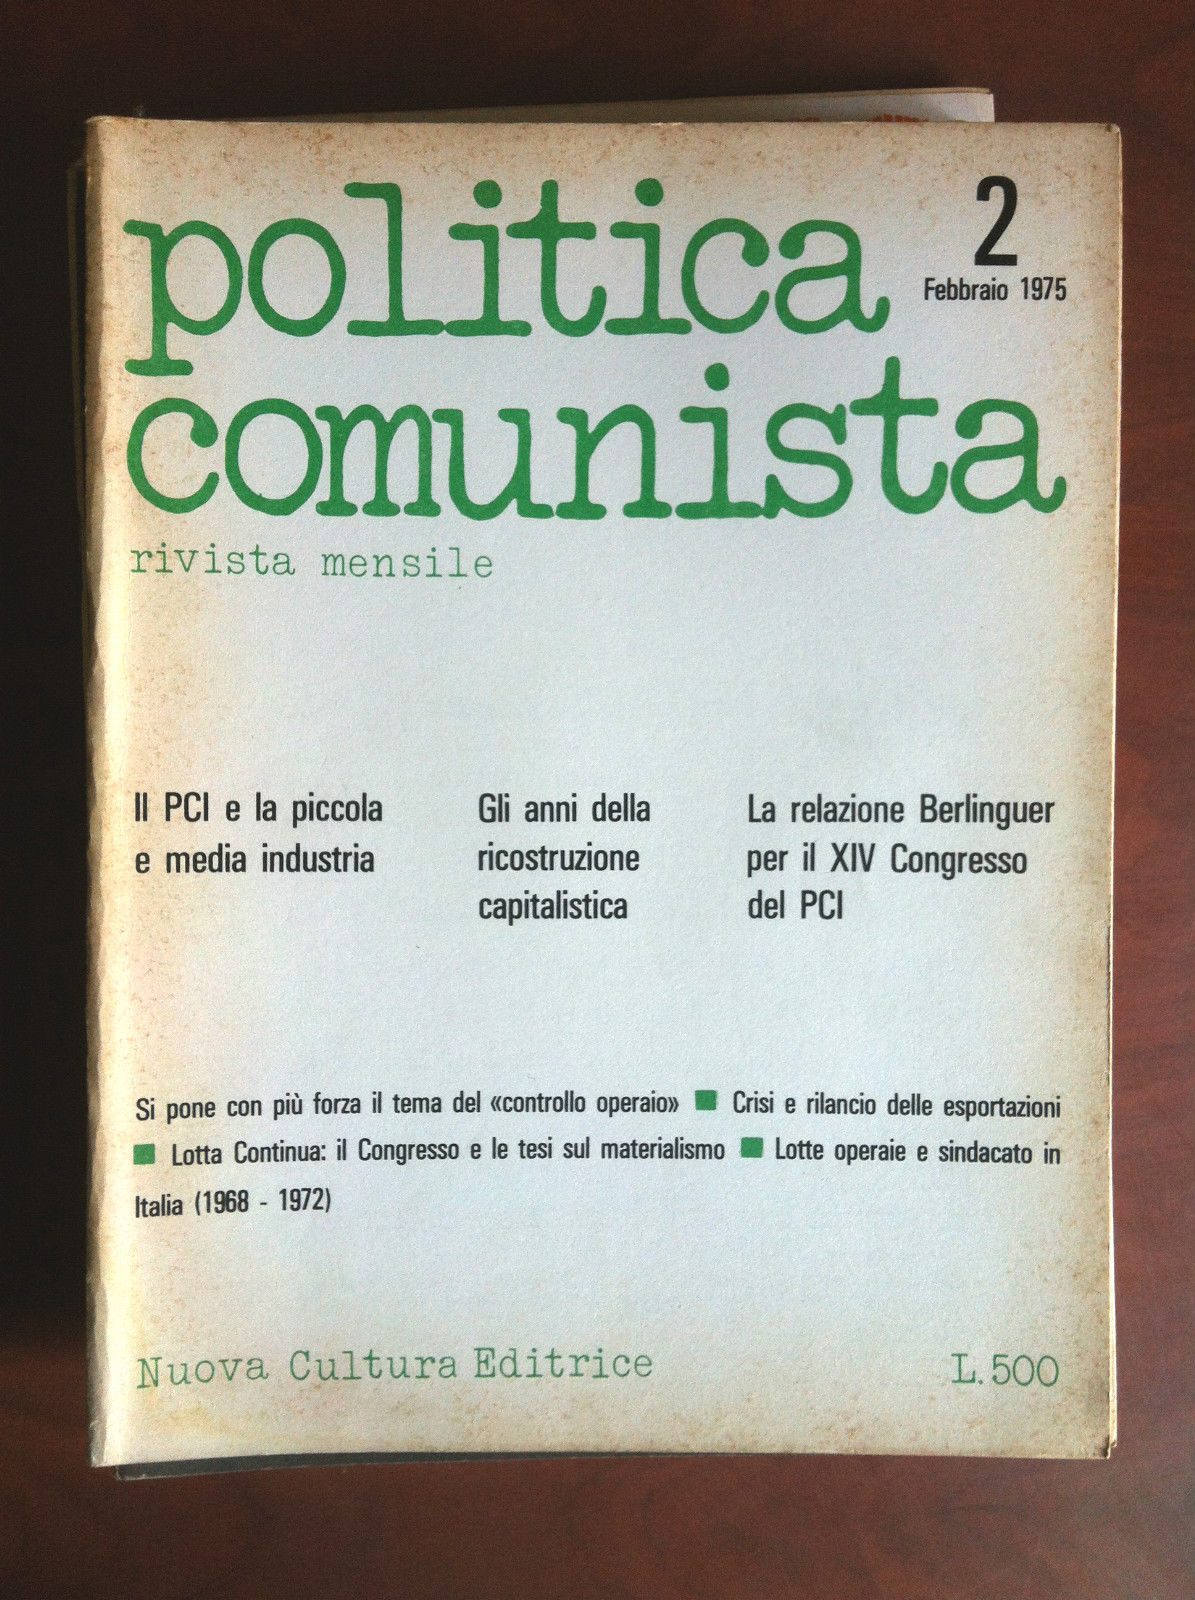 politica
2
Febbraio 1975
comunista
rivista mensile
Il PCI e la piccola
e media industria
Gli anni della
ricostruzione
capitalistica
La relazione Berlinguer
per il XIV Congresso
del PCI
Si pone con più forza il tema del «controllo operaio» ■ Crisi e rilancio delle esportazioni
■ Lotta Continua: il Congresso e le tesi sul materialismo ■ Lotte operaie e sindacato in
Italia (1968 - 1972)
Nuova Cultura Editrice
L.500